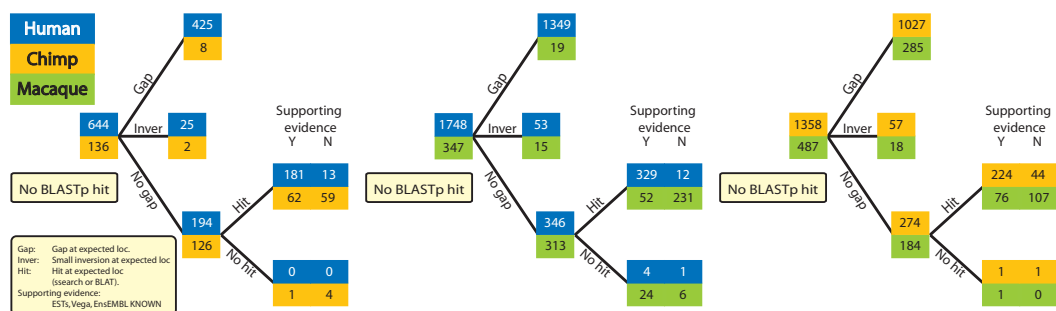 Human
Chimp
Macaque
425
8
Gap
644
136
Inver
25
2
Supporting
evidence
Y N
No BLASTp hit
No gap
194
126
Hit
181 13
62 59
No hit
0 0
1 4
Gap: Gap at expected loc.
Inver: Small inversion at expected loc
Hit: Hit at expected loc
(ssearch or BLAT).
Supporting evidence:
ESTs, Vega, EnsEMBL KNOWN
1349
19
Gap
1748
347
Inver
53
15
Supporting
evidence
Y N
No BLASTp hit
No gap
346
313
Hit
329 12
52 231
No hit
4 1
24 6
1027
285
Gap
1358
487
Inver
57
18
Supporting
evidence
Y N
No BLASTp hit
No gap
274
184
Hit
224 44
76 107
No hit
1 1
1 0